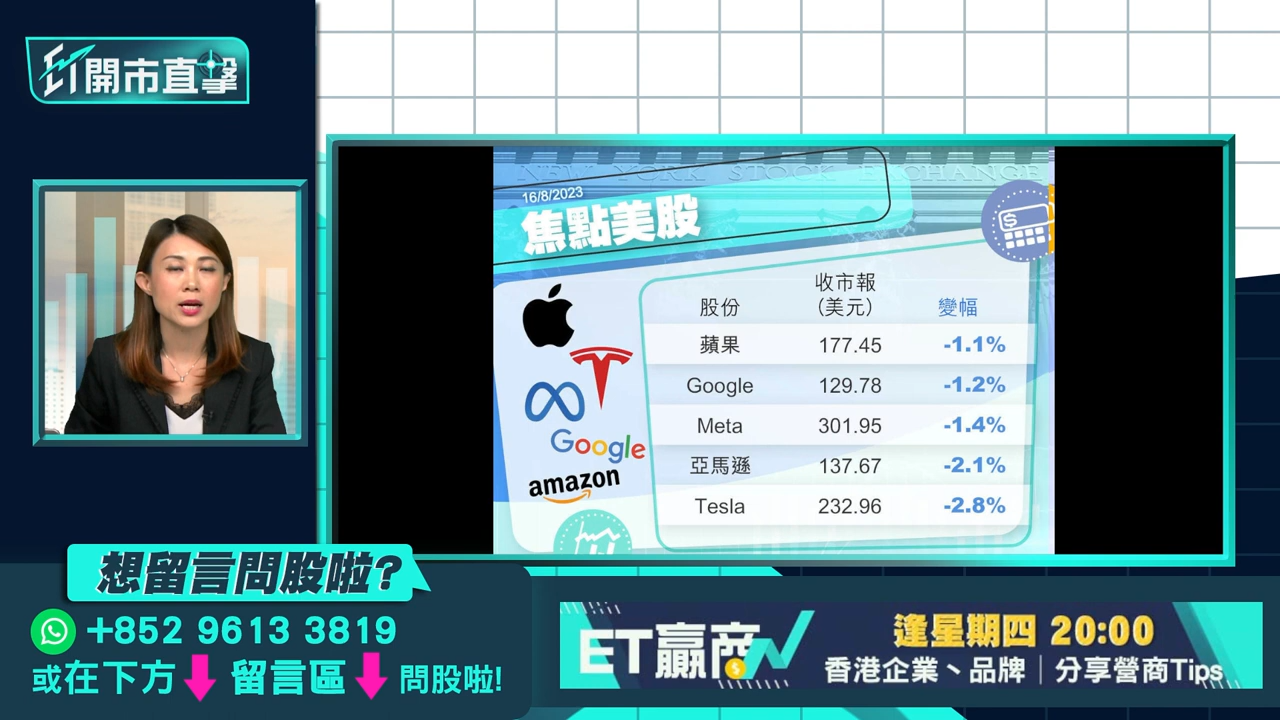 ET開市直擊
NEW YORK STOCK EXCHANGE
16/8/2023
焦點美股
股份
收市報
(美元)
變幅
蘋果 177.45 -1.1%
Google 129.78 -1.2%
Meta 301.95 -1.4%
亞馬遜 137.67 -2.1%
Tesla 232.96 -2.8%
Google
amazon
想留言問股啦?
+852 9613 3819
或在下方 留言區 問股啦!
ET贏商
逢星期四 20:00
香港企業、品牌｜分享營商Tips